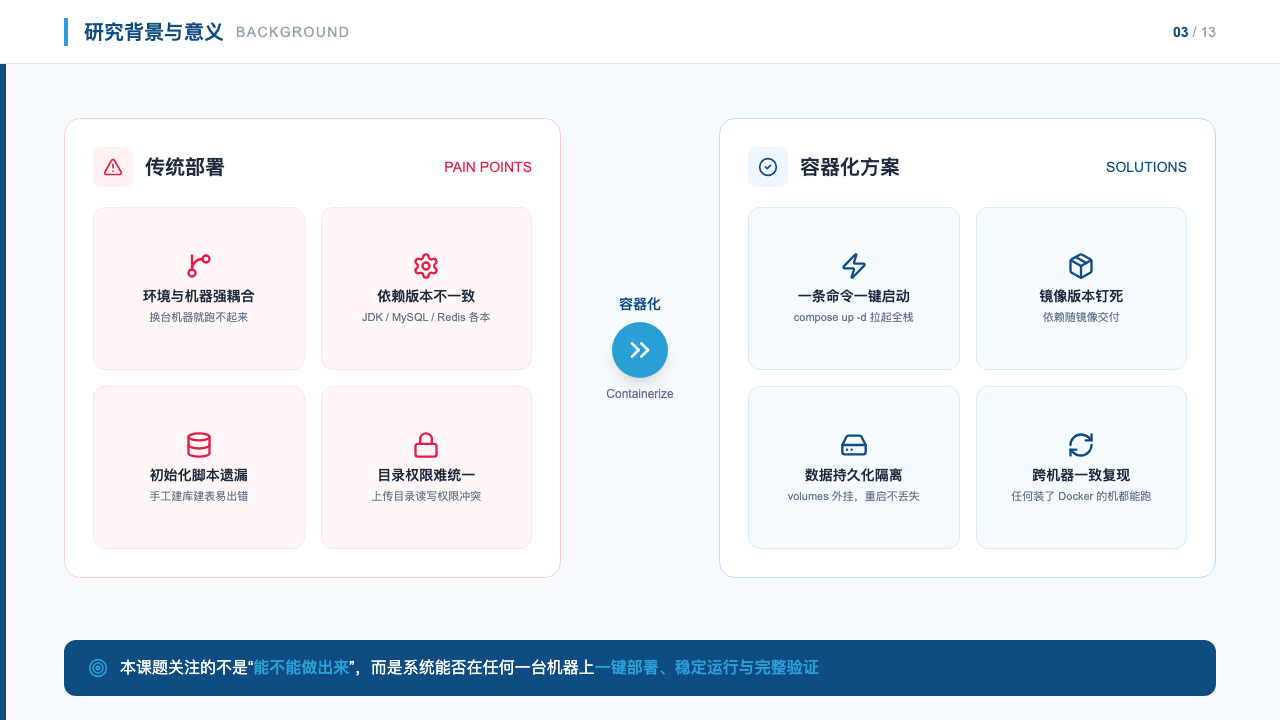 研究背景与意义 BACKGROUND
03 / 13
传统部署
PAIN POINTS
环境与机器强耦合
换台机器就跑不起来
依赖版本不一致
JDK / MySQL / Redis 各本
初始化脚本遗漏
手工建库建表易出错
目录权限难统一
上传目录读写权限冲突
容器化
Containerize
容器化方案
SOLUTIONS
一条命令一键启动
compose up -d 拉起全栈
镜像版本钉死
依赖随镜像交付
数据持久化隔离
volumes 外挂，重启不丢失
跨机器一致复现
任何装了 Docker 的机都能跑
本课题关注的不是“能不能做出来”，而是系统能否在任何一台机器上一键部署、稳定运行与完整验证